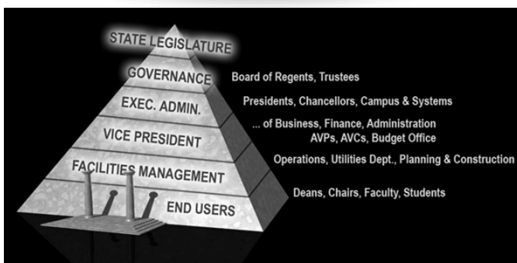 STATE LEGISLATURE
GOVERNANCE
Board of Regents, Trustees
EXEC. ADMIN.
Presidents, Chancellors, Campus & Systems
VICE PRESIDENT
... of Business, Finance, Administration
AVPs, AVCs, Budget Office
FACILITIES MANAGEMENT
Operations, Utilities Dept., Planning & Construction
END USERS
Deans, Chairs, Faculty, Students